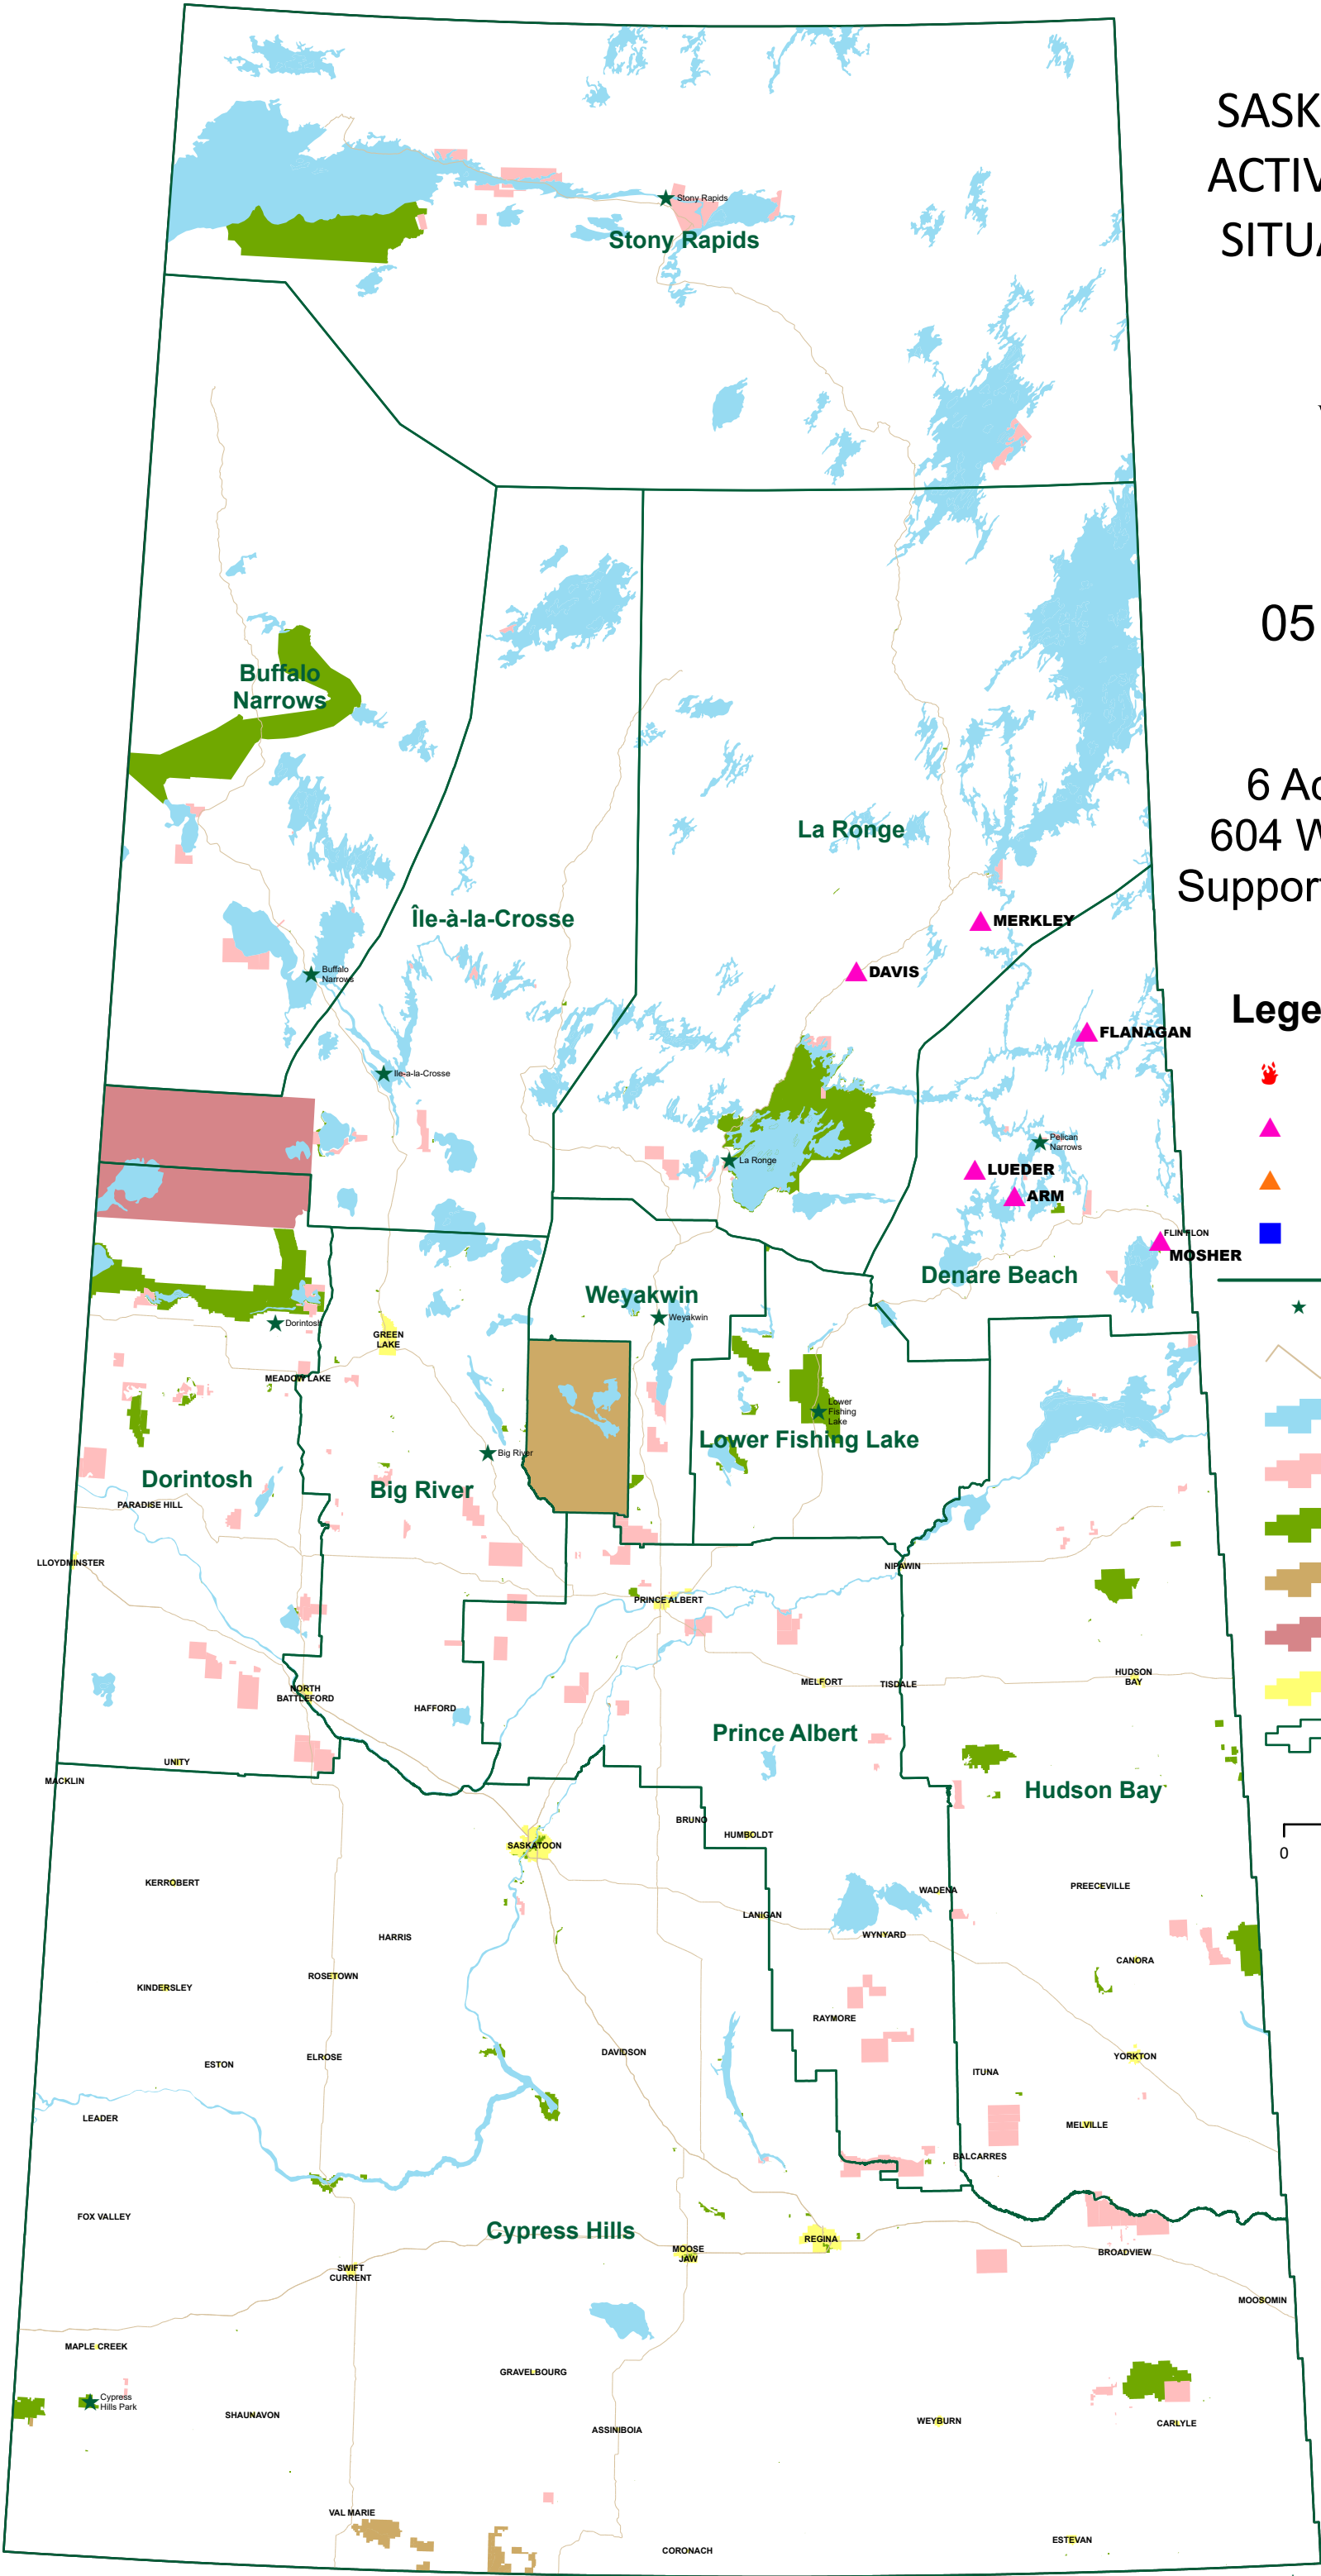 SASK
ACTIV
SITUA
05
6 Ac
604 W
Support
Lege
0
Stony Rapids
Stony Rapids
Buffalo
Narrows
La Ronge
Île-à-la-Crosse
MERKLEY
Buffalo
Narrows
DAVIS
FLANAGAN
Ile-a-la-Crosse
Pelican
Narrows
La Ronge
LUEDER
ARM
FLIN FLON
MOSHER
Denare Beach
Weyakwin
Weyakwin
Dorintosh
GREEN
LAKE
MEADOW LAKE
Lower
Fishing
Lake
Lower Fishing Lake
Big River
Dorintosh
Big River
PARADISE HILL
LLOYDMINSTER
NIPAWIN
PRINCE ALBERT
HUDSON
BAY
MELFORT
TISDALE
NORTH
BATTLEFORD
HAFFORD
Prince Albert
UNITY
MACKLIN
Hudson Bay
BRUNO
HUMBOLDT
SASKATOON
KERROBERT
PREECEVILLE
WADENA
LANIGAN
WYNYARD
HARRIS
CANORA
ROSETOWN
KINDERSLEY
RAYMORE
DAVIDSON
YORKTON
ELROSE
ESTON
ITUNA
LEADER
MELVILLE
BALCARRES
FOX VALLEY
Cypress Hills
REGINA
MOOSE
JAW
BROADVIEW
SWIFT
CURRENT
MOOSOMIN
MAPLE CREEK
GRAVELBOURG
Cypress
Hills Park
SHAUNAVON
WEYBURN
CARLYLE
ASSINIBOIA
VAL MARIE
ESTEVAN
CORONACH